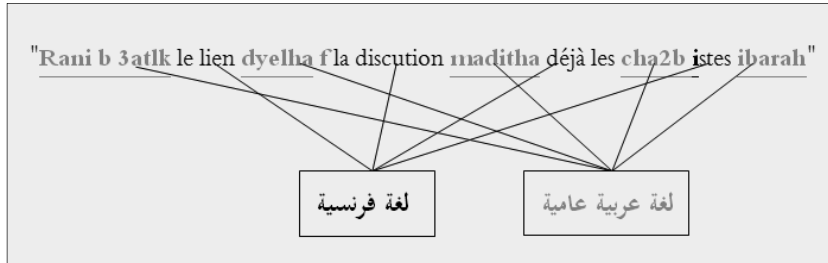 "Rani b 3atlk le lien dyelha f la discution maditha déjà les cha2b istes ibarah"
لغة فرنسية
لغة عربية عامية